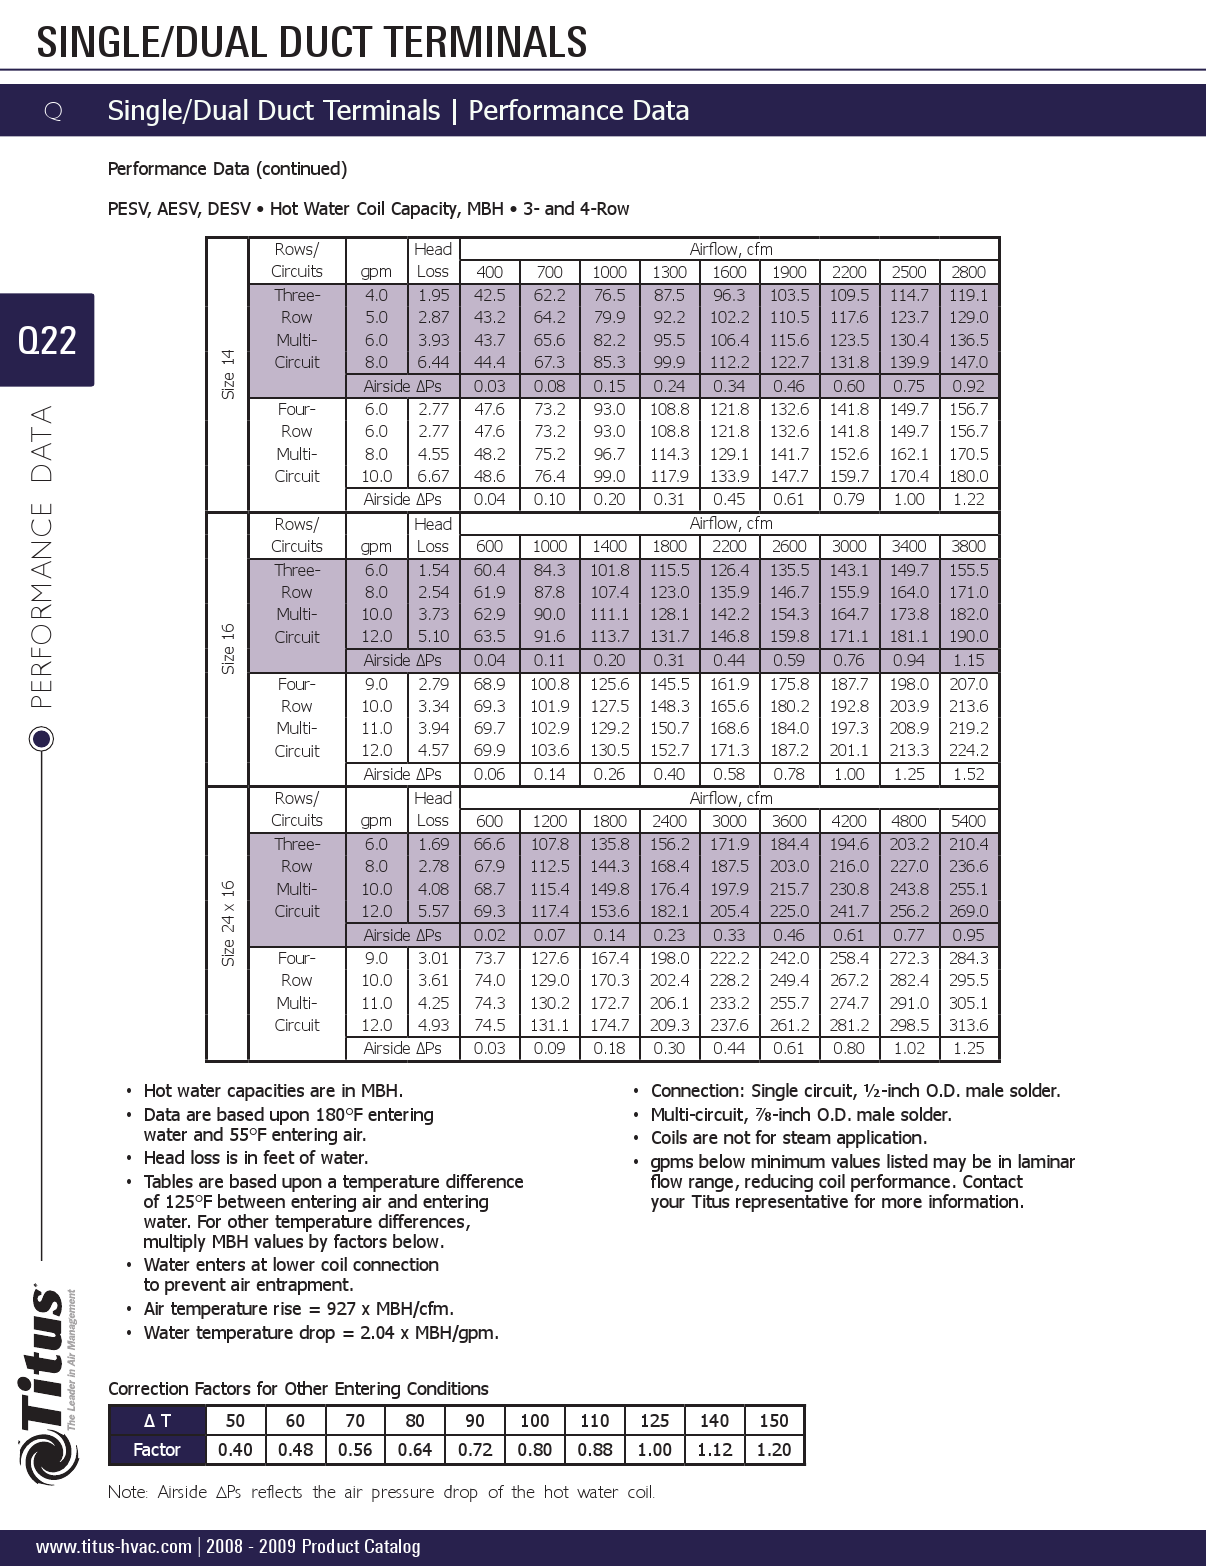 SINGLE/DUAL DUCT TERMINALS
Q Single/Dual Duct Terminals | Performance Data
Performance Data (continued)
PESV, AESV, DESV • Hot Water Coil Capacity, MBH • 3- and 4-Row
Q22
PERFORMANCE DATA
Size 14
Rows/ Head Airflow, cfm
Circuits gpm Loss 400 700 1000 1300 1600 1900 2200 2500 2800
Three- 4.0 1.95 42.5 62.2 76.5 87.5 96.3 103.5 109.5 114.7 119.1
Row 5.0 2.87 43.2 64.2 79.9 92.2 102.2 110.5 117.6 123.7 129.0
Multi- 6.0 3.93 43.7 65.6 82.2 95.5 106.4 115.6 123.5 130.4 136.5
Circuit 8.0 6.44 44.4 67.3 85.3 99.9 112.2 122.7 131.8 139.9 147.0
Airside ΔPs 0.03 0.08 0.15 0.24 0.34 0.46 0.60 0.75 0.92
Four- 6.0 2.77 47.6 73.2 93.0 108.8 121.8 132.6 141.8 149.7 156.7
Row 6.0 2.77 47.6 73.2 93.0 108.8 121.8 132.6 141.8 149.7 156.7
Multi- 8.0 4.55 48.2 75.2 96.7 114.3 129.1 141.7 152.6 162.1 170.5
Circuit 10.0 6.67 48.6 76.4 99.0 117.9 133.9 147.7 159.7 170.4 180.0
Airside ΔPs 0.04 0.10 0.20 0.31 0.45 0.61 0.79 1.00 1.22
Size 16
Rows/ Head Airflow, cfm
Circuits gpm Loss 600 1000 1400 1800 2200 2600 3000 3400 3800
Three- 6.0 1.54 60.4 84.3 101.8 115.5 126.4 135.5 143.1 149.7 155.5
Row 8.0 2.54 61.9 87.8 107.4 123.0 135.9 146.7 155.9 164.0 171.0
Multi- 10.0 3.73 62.9 90.0 111.1 128.1 142.2 154.3 164.7 173.8 182.0
Circuit 12.0 5.10 63.5 91.6 113.7 131.7 146.8 159.8 171.1 181.1 190.0
Airside ΔPs 0.04 0.11 0.20 0.31 0.44 0.59 0.76 0.94 1.15
Four- 9.0 2.79 68.9 100.8 125.6 145.5 161.9 175.8 187.7 198.0 207.0
Row 10.0 3.34 69.3 101.9 127.5 148.3 165.6 180.2 192.8 203.9 213.6
Multi- 11.0 3.94 69.7 102.9 129.2 150.7 168.6 184.0 197.3 208.9 219.2
Circuit 12.0 4.57 69.9 103.6 130.5 152.7 171.3 187.2 201.1 213.3 224.2
Airside ΔPs 0.06 0.14 0.26 0.40 0.58 0.78 1.00 1.25 1.52
Size 24 x 16
Rows/ Head Airflow, cfm
Circuits gpm Loss 600 1200 1800 2400 3000 3600 4200 4800 5400
Three- 6.0 1.69 66.6 107.8 135.8 156.2 171.9 184.4 194.6 203.2 210.4
Row 8.0 2.78 67.9 112.5 144.3 168.4 187.5 203.0 216.0 227.0 236.6
Multi- 10.0 4.08 68.7 115.4 149.8 176.4 197.9 215.7 230.8 243.8 255.1
Circuit 12.0 5.57 69.3 117.4 153.6 182.1 205.4 225.0 241.7 256.2 269.0
Airside ΔPs 0.02 0.07 0.14 0.23 0.33 0.46 0.61 0.77 0.95
Four- 9.0 3.01 73.7 127.6 167.4 198.0 222.2 242.0 258.4 272.3 284.3
Row 10.0 3.61 74.0 129.0 170.3 202.4 228.2 249.4 267.2 282.4 295.5
Multi- 11.0 4.25 74.3 130.2 172.7 206.1 233.2 255.7 274.7 291.0 305.1
Circuit 12.0 4.93 74.5 131.1 174.7 209.3 237.6 261.2 281.2 298.5 313.6
Airside ΔPs 0.03 0.09 0.18 0.30 0.44 0.61 0.80 1.02 1.25
• Hot water capacities are in MBH.
• Data are based upon 180°F entering
water and 55°F entering air.
• Head loss is in feet of water.
• Tables are based upon a temperature difference
of 125°F between entering air and entering
water. For other temperature differences,
multiply MBH values by factors below.
• Water enters at lower coil connection
to prevent air entrapment.
• Air temperature rise = 927 x MBH/cfm.
• Water temperature drop = 2.04 x MBH/gpm.
• Connection: Single circuit, ½-inch O.D. male solder.
• Multi-circuit, ⅞-inch O.D. male solder.
• Coils are not for steam application.
• gpms below minimum values listed may be in laminar
flow range, reducing coil performance. Contact
your Titus representative for more information.
Titus
The Leader in Air Management
Correction Factors for Other Entering Conditions
Δ T 50 60 70 80 90 100 110 125 140 150
Factor 0.40 0.48 0.56 0.64 0.72 0.80 0.88 1.00 1.12 1.20
Note: Airside ΔPs reflects the air pressure drop of the hot water coil.
www.titus-hvac.com | 2008 - 2009 Product Catalog